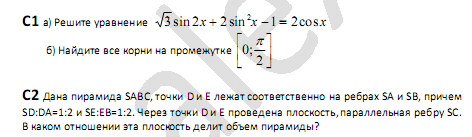 С1 а) Решите уравнение √3 sin 2x + 2 sin²x − 1 = 2 cos x
б) Найдите все корни на промежутке [0; π/2]
С2 Дана пирамида SABC, точки D и E лежат соответственно на ребрах SA и SB, причем
SD:DA=1:2 и SE:EB=1:2. Через точки D и E проведена плоскость, параллельная ребру SC.
В каком отношении эта плоскость делит объем пирамиды?